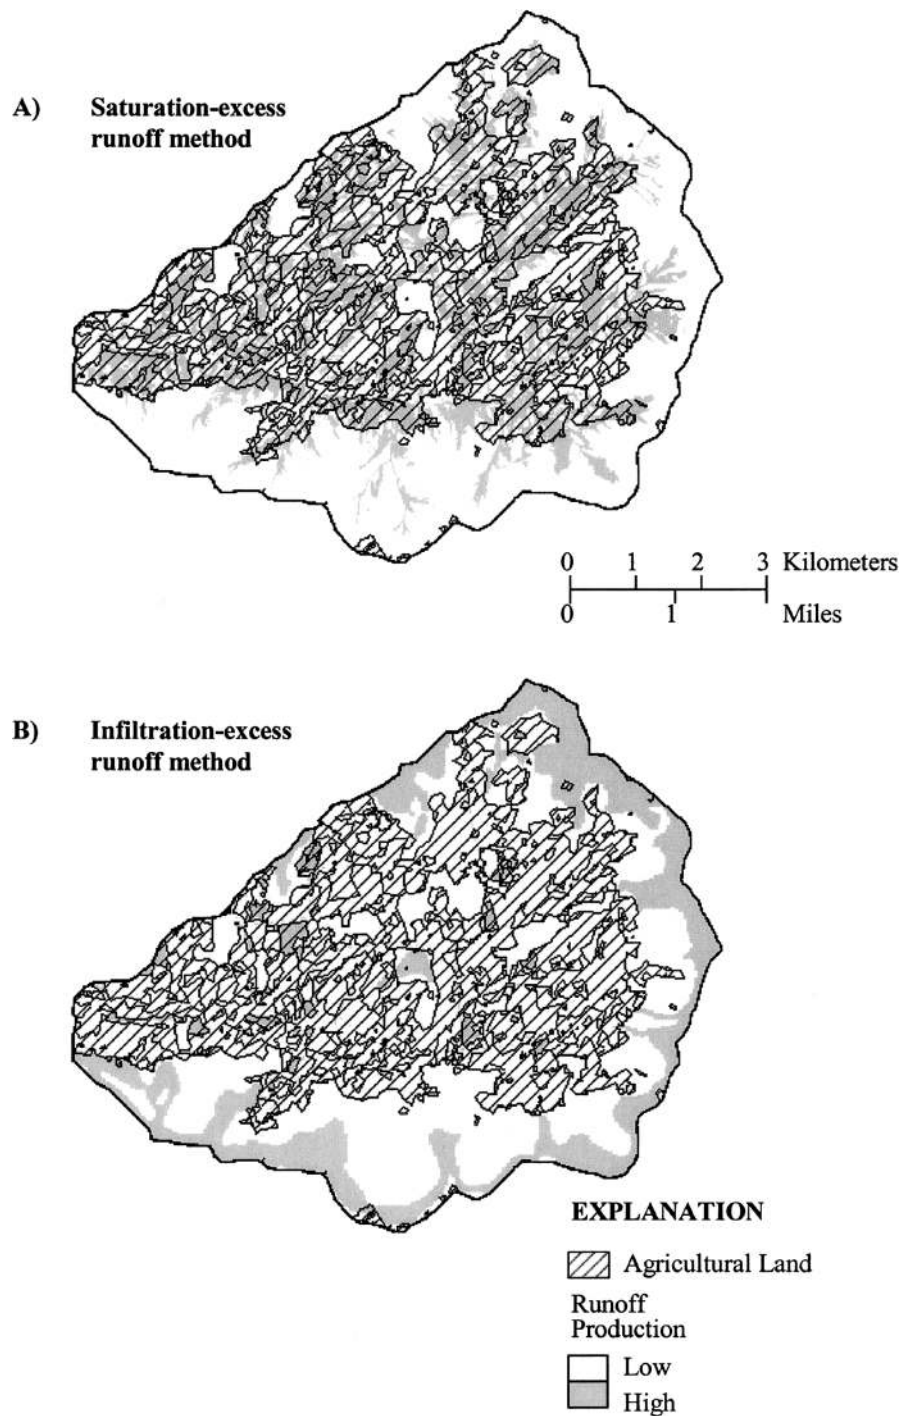 A) Saturation-excess
runoff method
0 1 2 3 Kilometers
0 1 Miles
B) Infiltration-excess
runoff method
EXPLANATION
Agricultural Land
Runoff
Production
Low
High